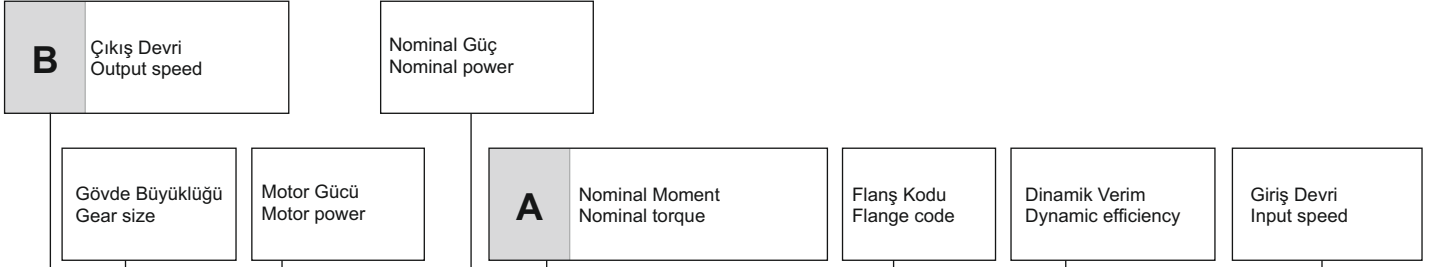 B
Çıkış Devri
Output speed
Nominal Güç
Nominal power
Gövde Büyüklüğü
Gear size
Motor Gücü
Motor power
A
Nominal Moment
Nominal torque
Flanş Kodu
Flange code
Dinamik Verim
Dynamic efficiency
Giriş Devri
Input speed